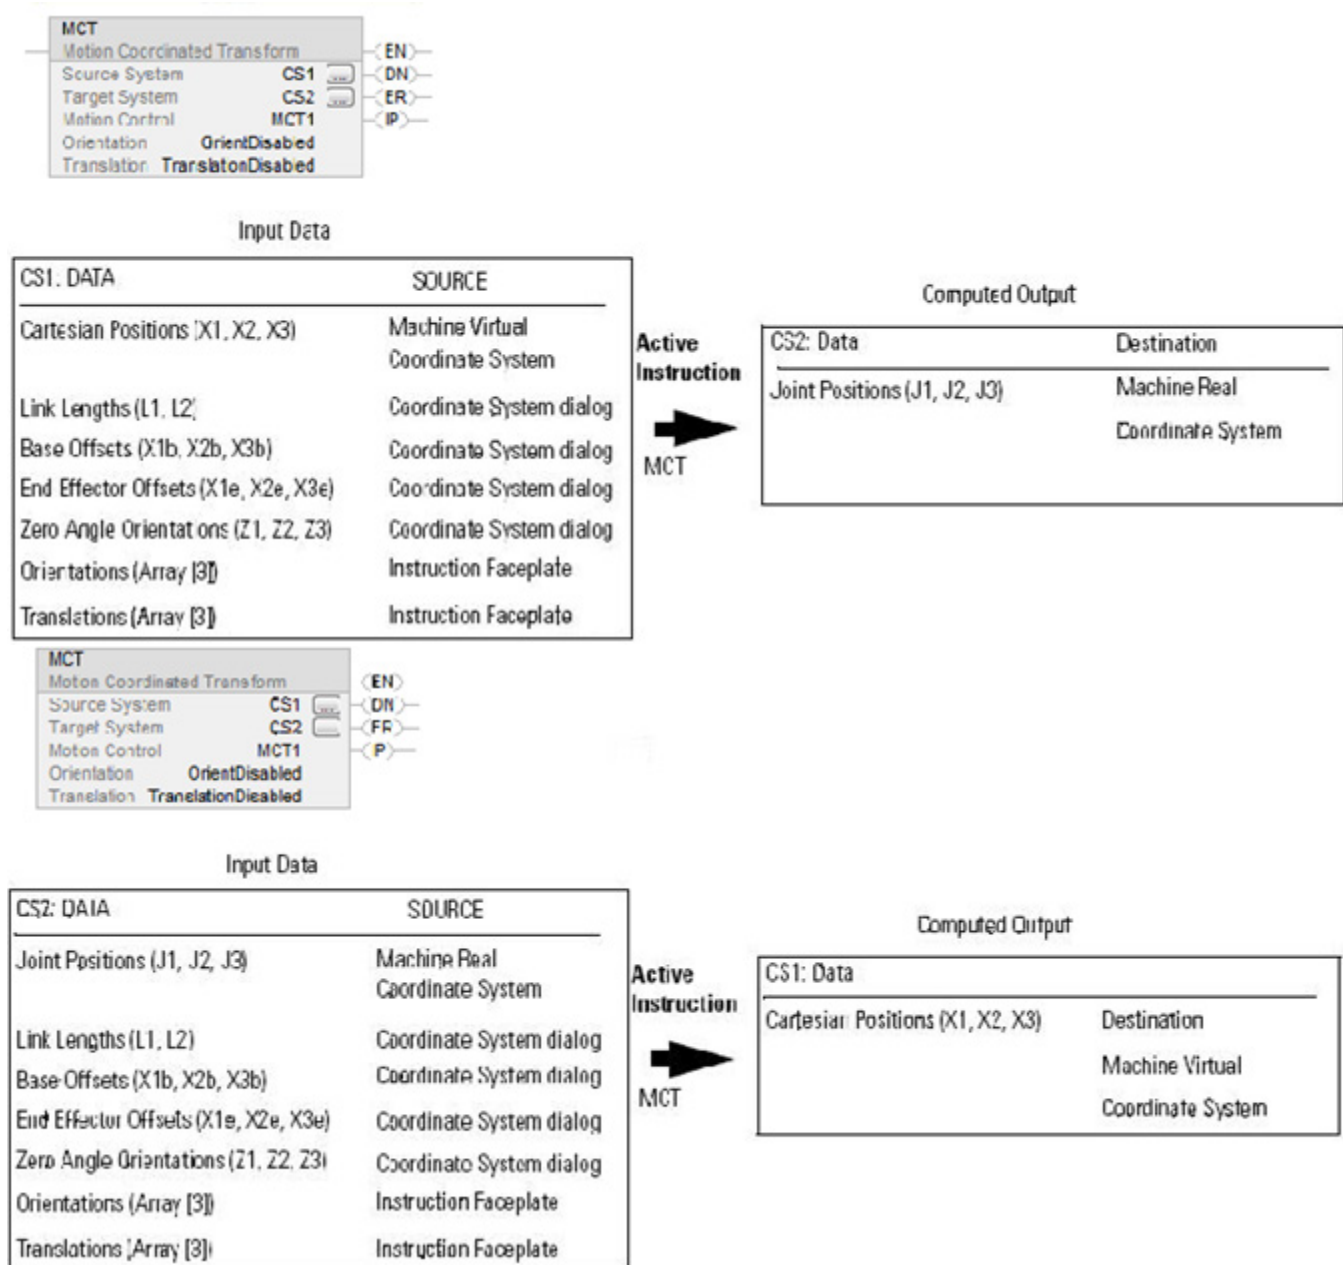 MCT
Motion Coordinated Transform
EN
Source System CS1 ...
DN
Target System CS2 ...
ER
Motion Control MCT1
IP
Orientation OrientDisabled
Translation TranslatonDisabled
Input Data
CS1: DATA SOURCE
Cartesian Positions (X1, X2, X3) Machine Virtual
Coordinate System
Link Lengths (L1, L2) Coordinate System dialog
Base Offsets (X1b, X2b, X3b) Coordinate System dialog
End Effector Offsets (X1e, X2e, X3e) Coordinate System dialog
Zero Angle Orientations (Z1, Z2, Z3) Coordinate System dialog
Orientations (Array [3]) Instruction Faceplate
Translations (Array [3]) Instruction Faceplate
Active
Instruction
MCT
Computed Output
CS2: Data Destination
Joint Positions (J1, J2, J3) Machine Real
Coordinate System
MCT
Motion Coordinated Transform
EN
Source System CS1 ...
DN
Target System CS2
ER
Motion Control MCT1
IP
Orientation OrientDisabled
Translation TranslationDisabled
Input Data
CS2: DATA SOURCE
Joint Positions (J1, J2, J3) Machine Real
Coordinate System
Link Lengths (L1, L2) Coordinate System dialog
Base Offsets (X1b, X2b, X3b) Coordinate System dialog
End Effector Offsets (X1e, X2e, X3e) Coordinate System dialog
Zero Angle Orientations (Z1, Z2, Z3) Coordinate System dialog
Orientations (Array [3]) Instruction Faceplate
Translations (Array [3]) Instruction Faceplate
Active
Instruction
MCT
Computed Output
CS1: Data
Cartesian Positions (X1, X2, X3) Destination
Machine Virtual
Coordinate System